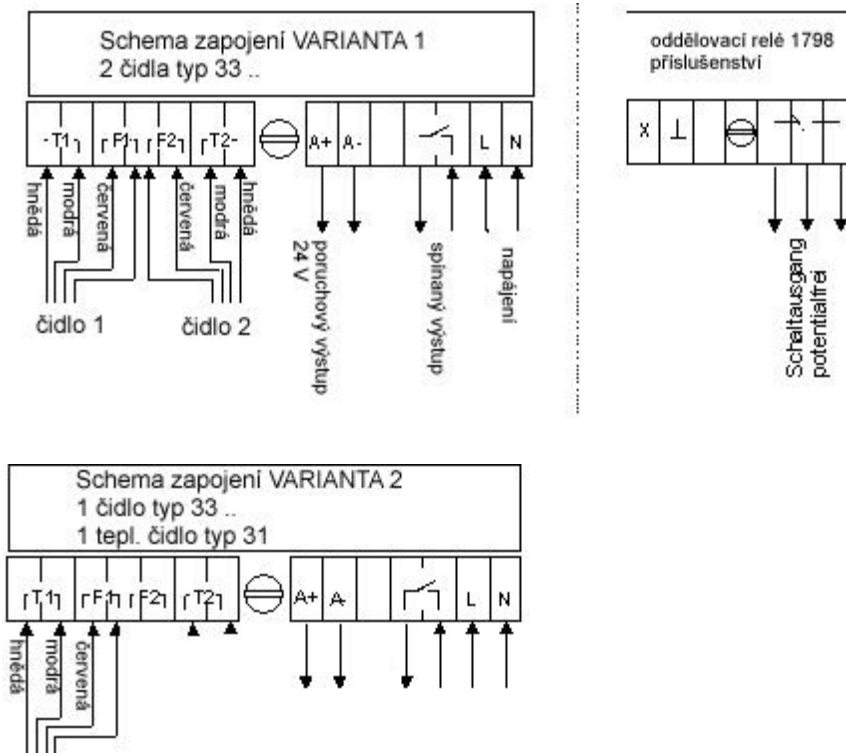 Schema zapojení VARIANTA 1
2 čidla typ 33 ..
T1 F1 F2 T2 A+ A- L N
hnědá
modrá
červená
červená
modrá
hnědá
čidlo 1
čidlo 2
poruchový výstup
24 V
spínaný výstup
napájení
oddělovací relé 1798
příslušenství
X
Schaltausgang
potentialfrei
Schema zapojení VARIANTA 2
1 čidlo typ 33 ..
1 tepl. čidlo typ 31
T1 F1 F2 T2 A+ A L N
hnědá
modrá
červená